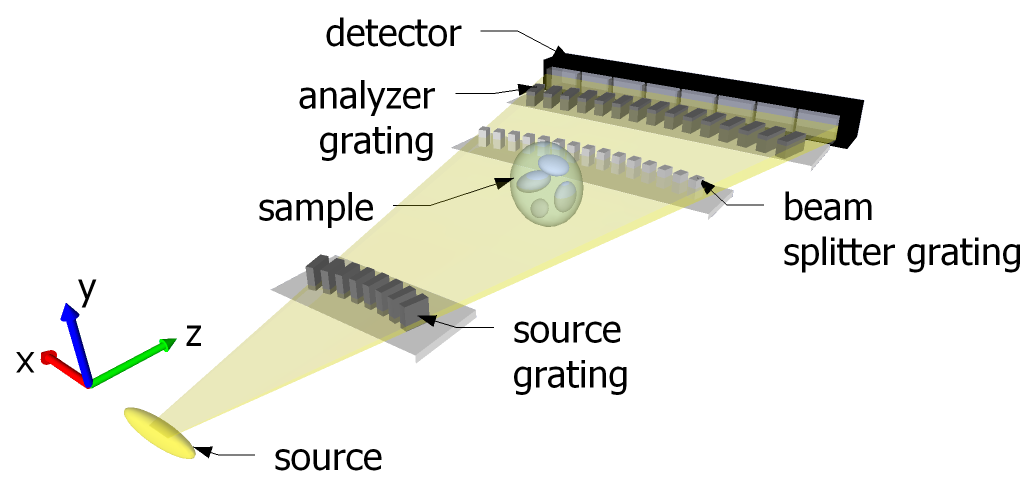 detector
analyzer
grating
sample
beam
splitter grating
y
x
z
source
grating
source